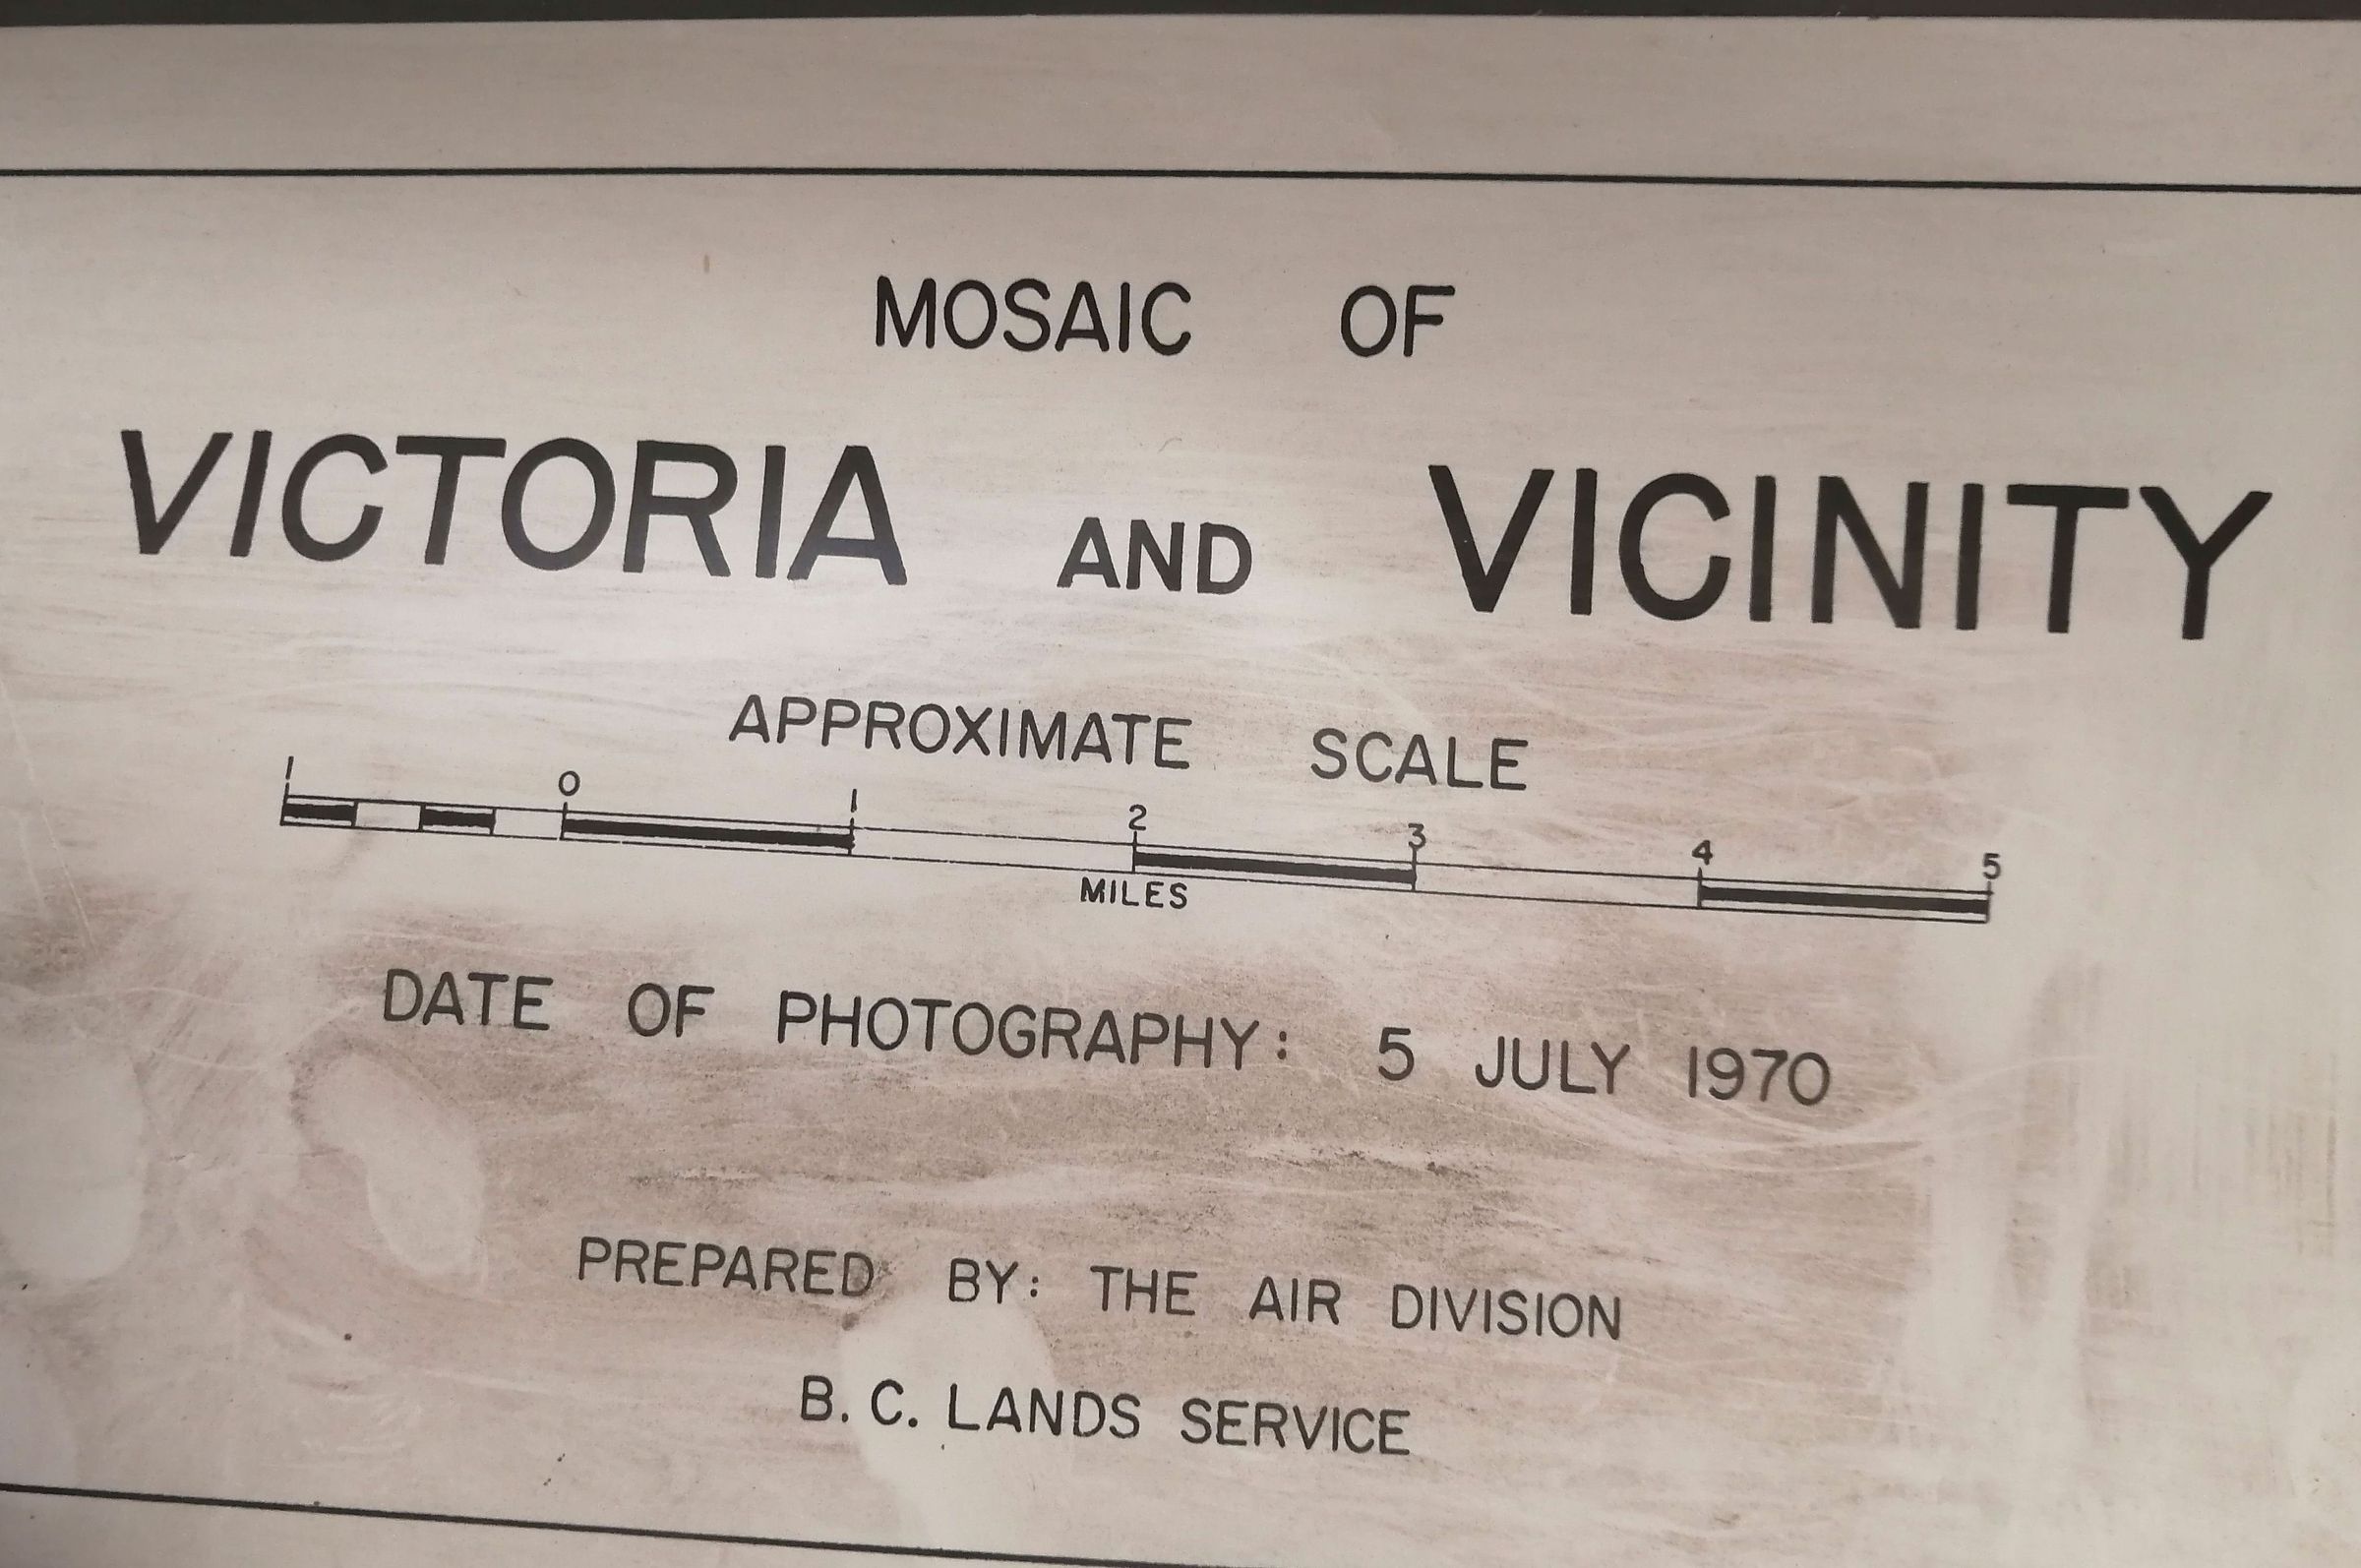 MOSAIC OF
VICTORIA AND VICINITY
APPROXIMATE SCALE
1 0 1 2 3 4 5
MILES
DATE OF PHOTOGRAPHY: 5 JULY 1970
PREPARED BY: THE AIR DIVISION
B. C. LANDS SERVICE